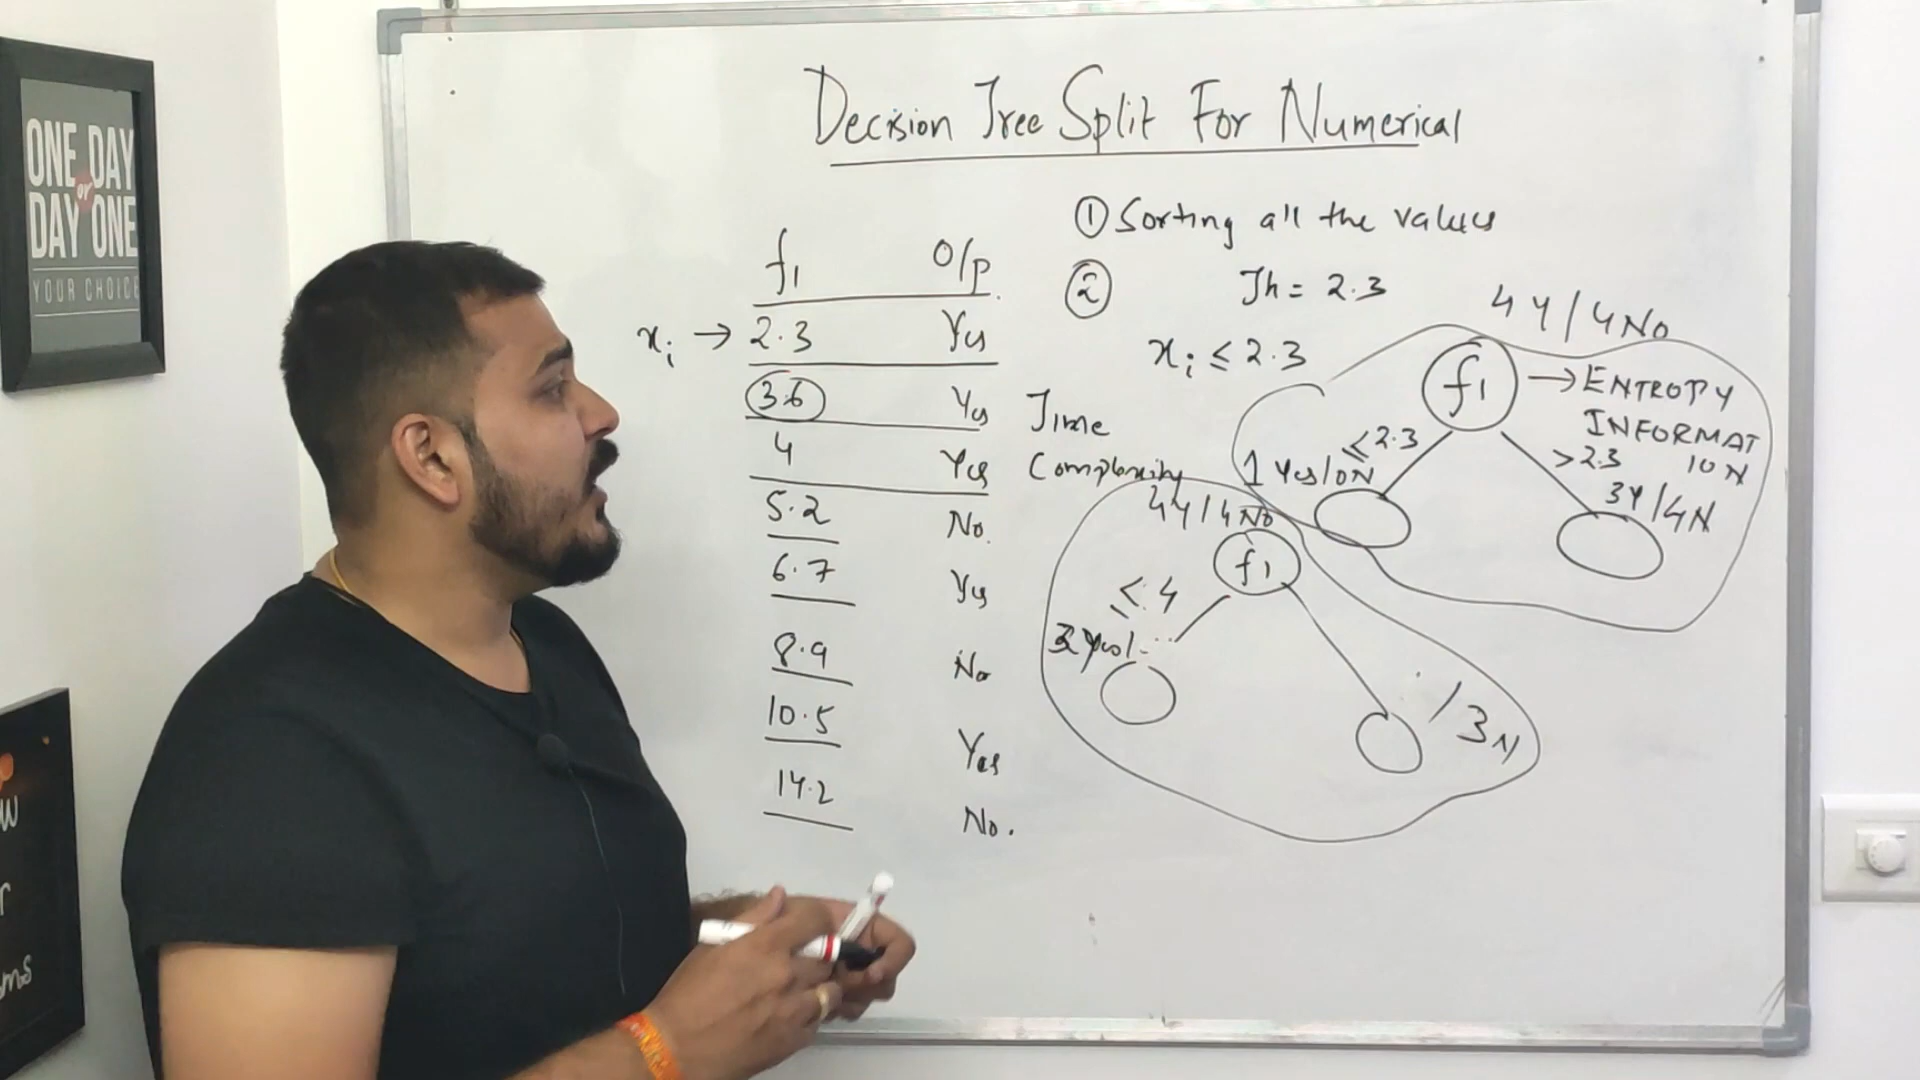 ONE DAY
or
DAY ONE
YOUR CHOICE
Decision Tree Split For Numerical
① Sorting all the values
② Th = 2.3
f1 O/p
xi → 2.3 Yes
3.6 Yes
4 Yes
5.2 No.
6.7 Yes
8.9 No
10.5 Yes
14.2 No.
Time
Complexity
xi ≤ 2.3
4Y/4No
f1 → ENTROPY
INFORMAT
ION
≤2.3
>2.3
1 Yes/0N
3Y/4N
4Y/4No
f1
≤ 4
/3N
w
r
ms